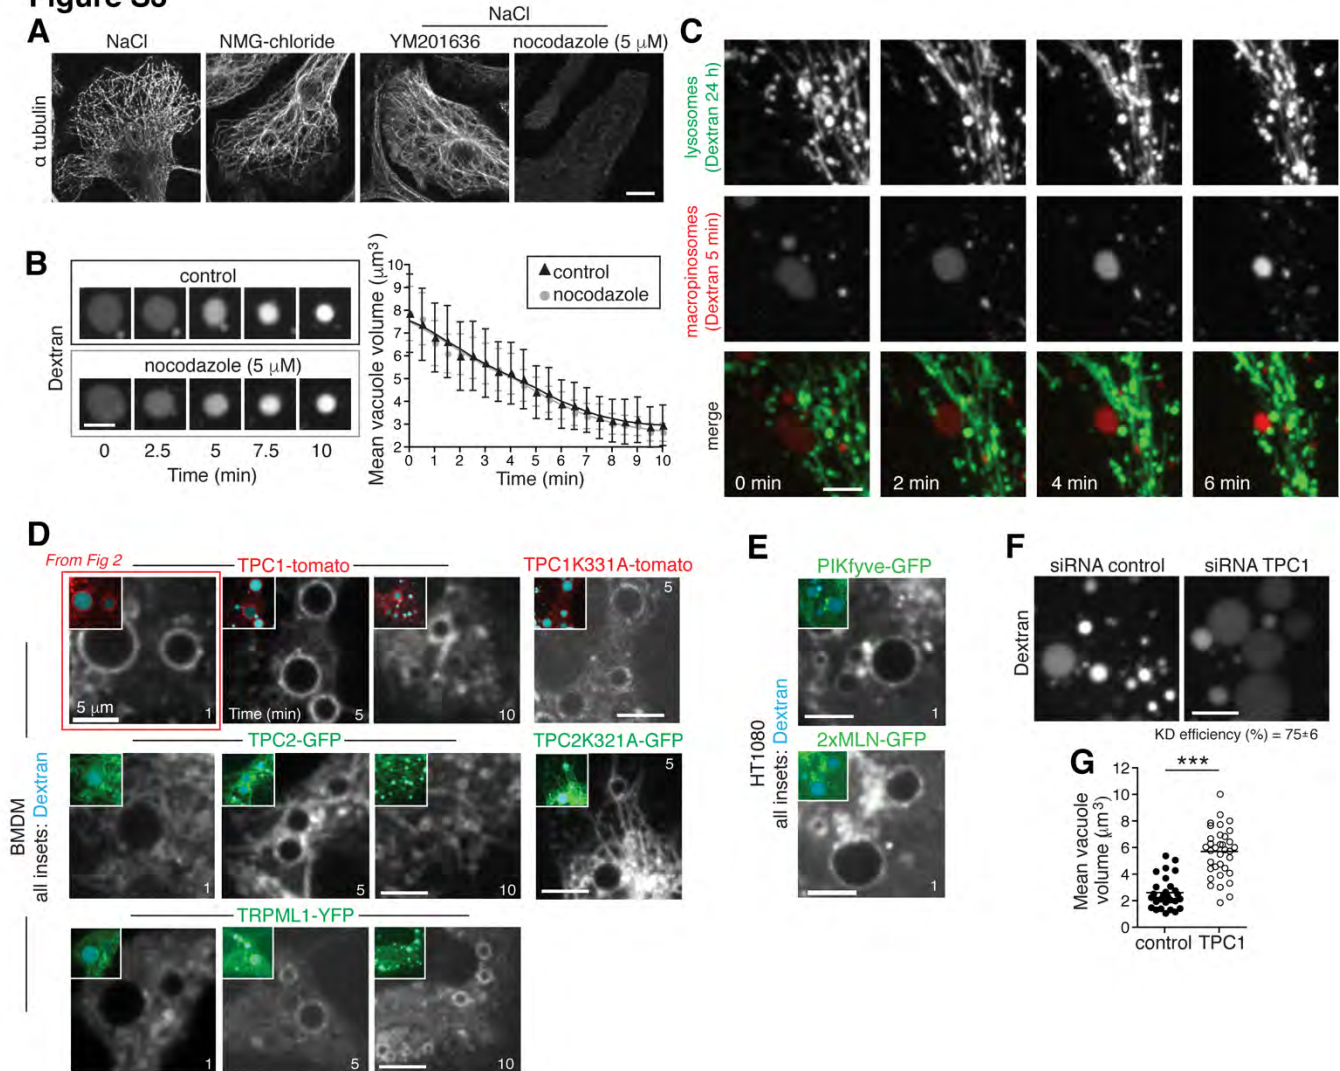 A
NaCl
NaCl
NMG-chloride
YM201636
nocodazole (5 μM)
α tubulin
B
control
nocodazole (5 μM)
Dextran
0
2.5
5
7.5
10
Time (min)
Mean vacuole volume (μm³)
10
9
8
7
6
5
4
3
2
control
nocodazole
0 1 2 3 4 5 6 7 8 9 10
Time (min)
C
lysosomes
(Dextran 24 h)
macropinosomes
(Dextran 5 min)
merge
0 min
2 min
4 min
6 min
D
From Fig 2
TPC1-tomato
TPC1K331A-tomato
5 μm
1
Time (min)
5
10
5
TPC2-GFP
TPC2K321A-GFP
1
5
10
5
TRPML1-YFP
1
5
10
BMDM
all insets: Dextran
E
PIKfyve-GFP
1
2xMLN-GFP
1
HT1080
all insets: Dextran
F
siRNA control
siRNA TPC1
Dextran
KD efficiency (%) = 75±6
G
***
Mean vacuole
volume (μm³)
12
10
8
6
4
2
0
control TPC1